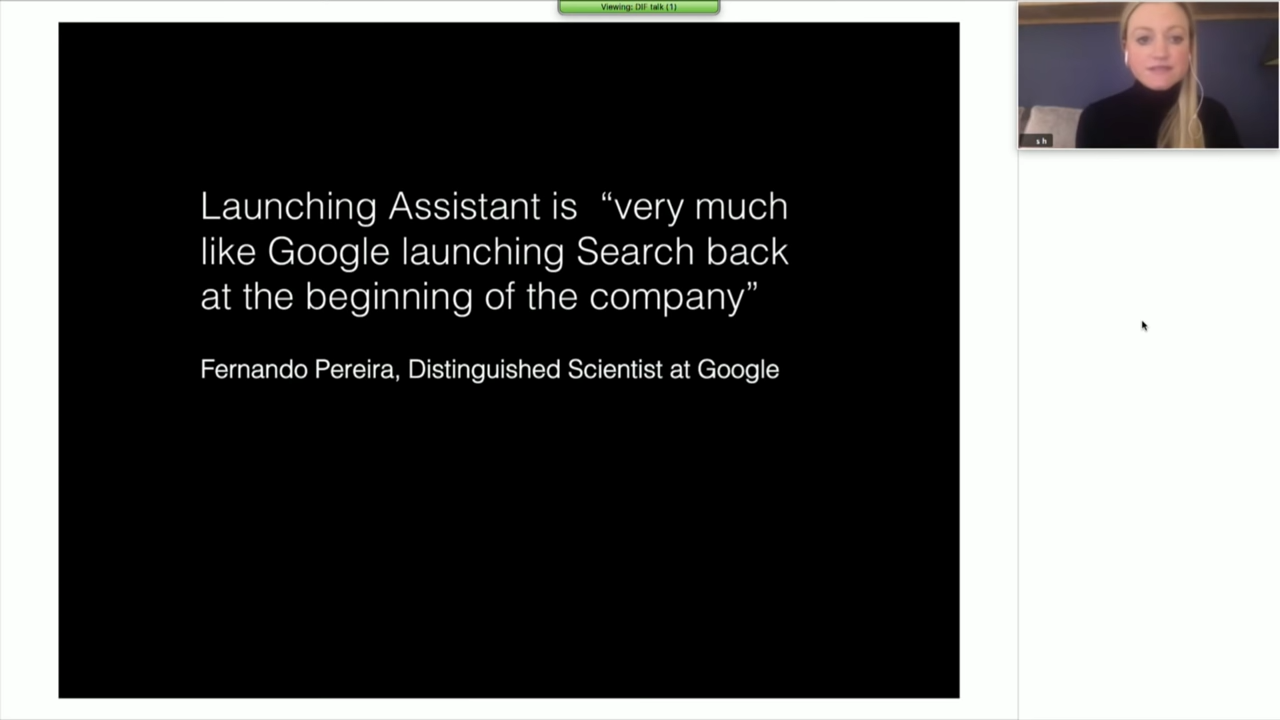 Viewing: DIF talk (1)
Launching Assistant is “very much
like Google launching Search back
at the beginning of the company”
Fernando Pereira, Distinguished Scientist at Google
s h